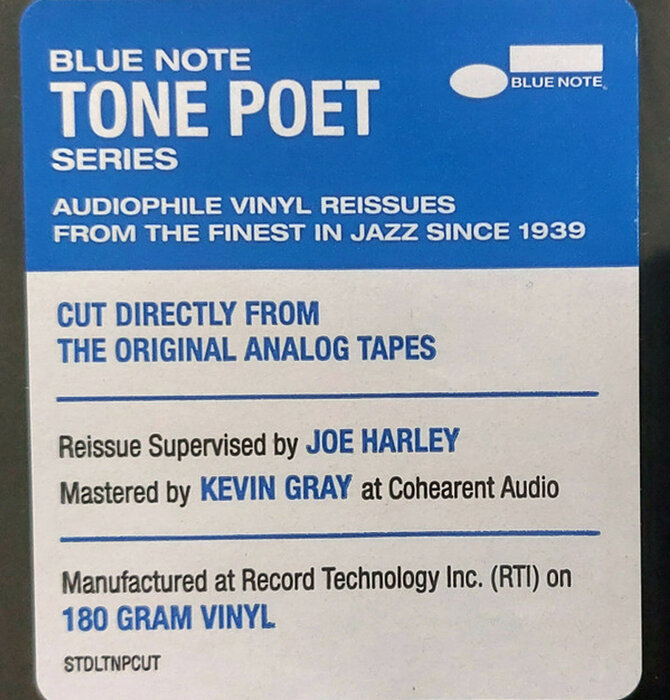 BLUE NOTE
TONE POET
SERIES
BLUE NOTE
AUDIOPHILE VINYL REISSUES
FROM THE FINEST IN JAZZ SINCE 1939
CUT DIRECTLY FROM
THE ORIGINAL ANALOG TAPES
Reissue Supervised by JOE HARLEY
Mastered by KEVIN GRAY at Cohearent Audio
Manufactured at Record Technology Inc. (RTI) on
180 GRAM VINYL
STDLTNPCUT